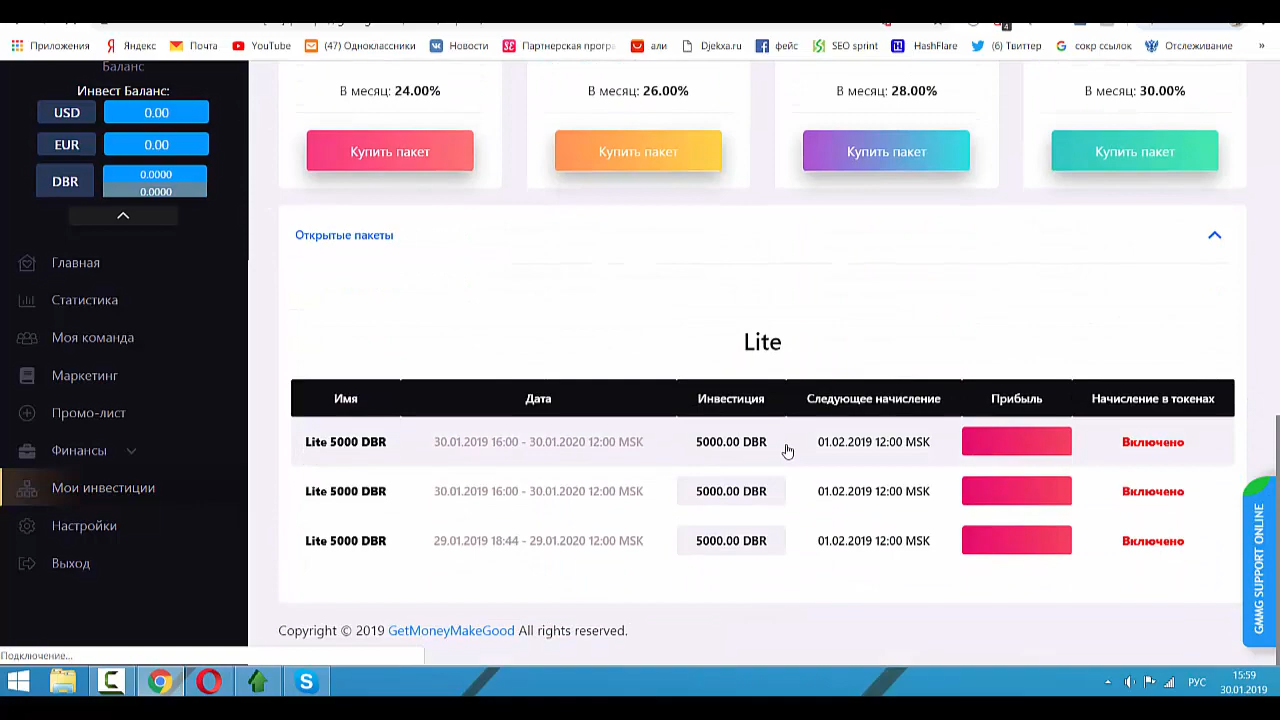 Приложения Яндекс Почта YouTube (47) Одноклассники Новости Партнерская прогр али Djekxa.ru фейс SEO sprint HashFlare (6) Твиттер сокр ссылок Отслеживание »
Баланс
Инвест Баланс:
USD 0.00
EUR 0.00
DBR 0.0000
0.0000
Главная
Статистика
Моя команда
Маркетинг
Промо-лист
Финансы
Мои инвестиции
Настройки
Выход
В месяц: 24.00% В месяц: 26.00% В месяц: 28.00% В месяц: 30.00%
Купить пакет Купить пакет Купить пакет Купить пакет
Открытые пакеты
Lite
Имя Дата Инвестиция Следующее начисление Прибыль Начисление в токенах
Lite 5000 DBR 30.01.2019 16:00 - 30.01.2020 12:00 MSK 5000.00 DBR 01.02.2019 12:00 MSK Включено
Lite 5000 DBR 30.01.2019 16:00 - 30.01.2020 12:00 MSK 5000.00 DBR 01.02.2019 12:00 MSK Включено
Lite 5000 DBR 29.01.2019 18:44 - 29.01.2020 12:00 MSK 5000.00 DBR 01.02.2019 12:00 MSK Включено
GMMG SUPPORT ONLINE
Copyright © 2019 GetMoneyMakeGood All rights reserved.
Подключение...
РУС
15:59
30.01.2019